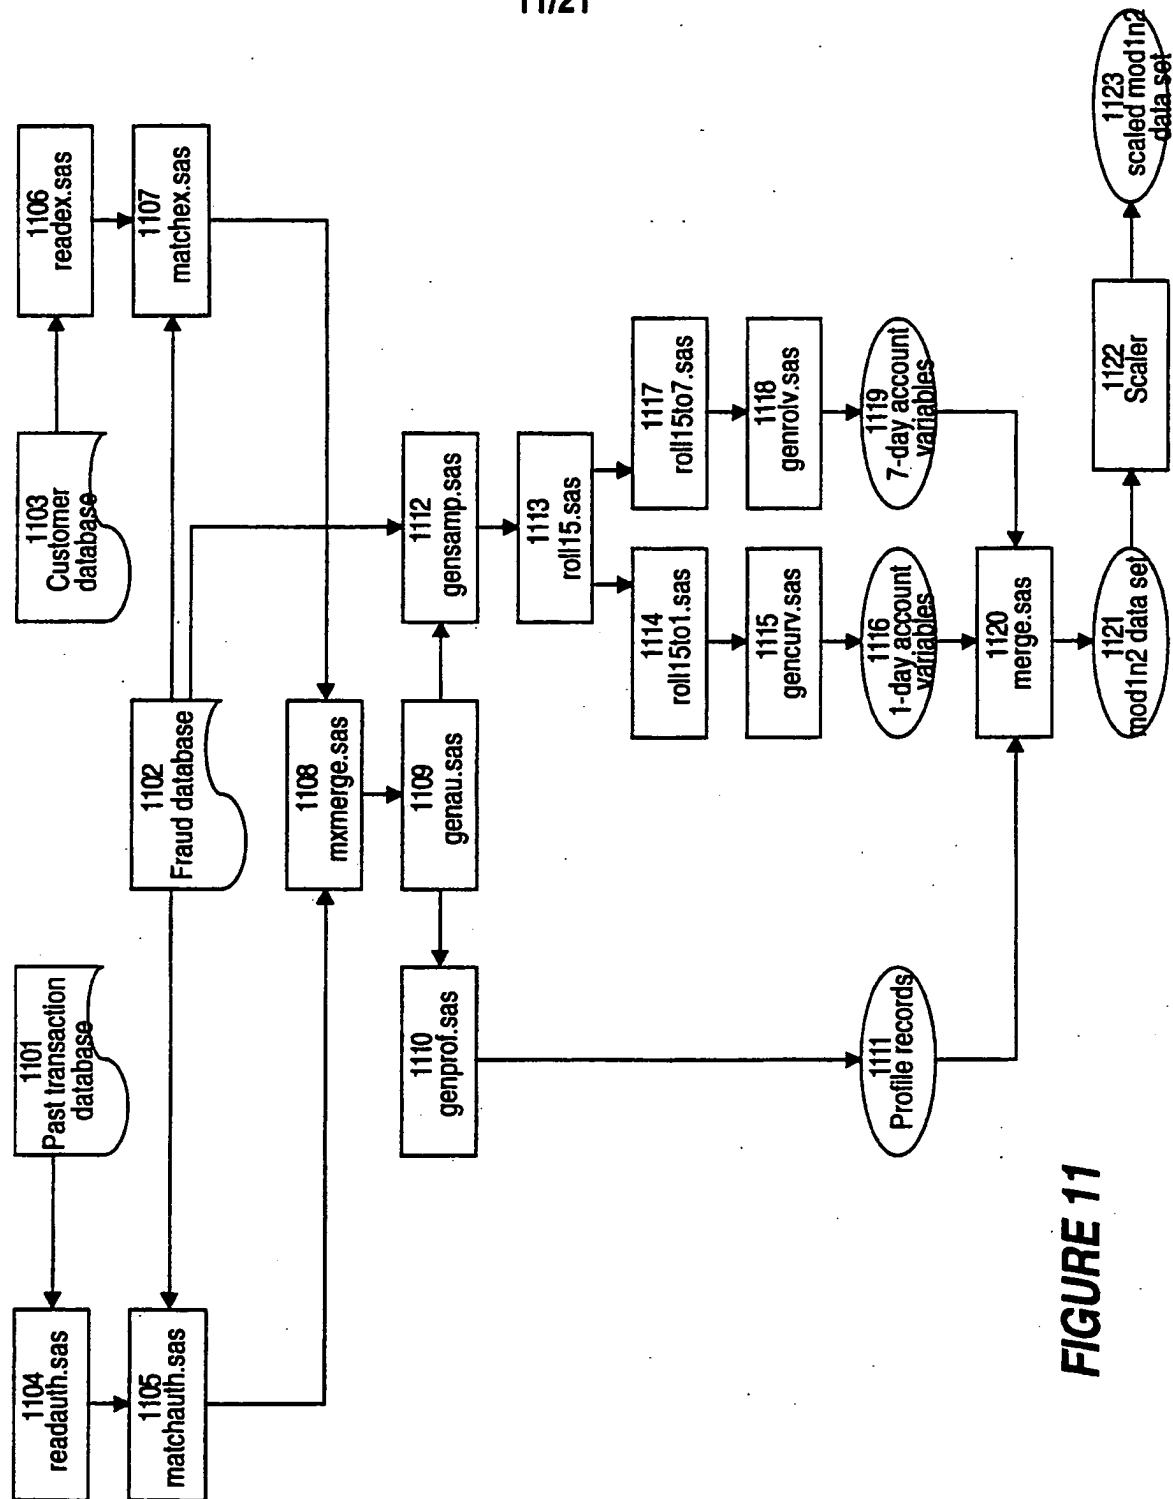 11/21
1101
Past transaction
database
1102
Fraud database
1103
Customer
database
1104
readauth.sas
1105
matchauth.sas
1106
readex.sas
1107
matchex.sas
1108
mxmerge.sas
1109
genau.sas
1110
genprof.sas
1111
Profile records
1112
gensamp.sas
1113
roll15.sas
1114
roll15to1.sas
1115
gencurv.sas
1116
1-day account
variables
1117
roll15to7.sas
1118
genrolv.sas
1119
7-day account
variables
1120
merge.sas
1121
mod1n2 data set
1122
Scaler
1123
scaled mod1n2
data set
FIGURE 11